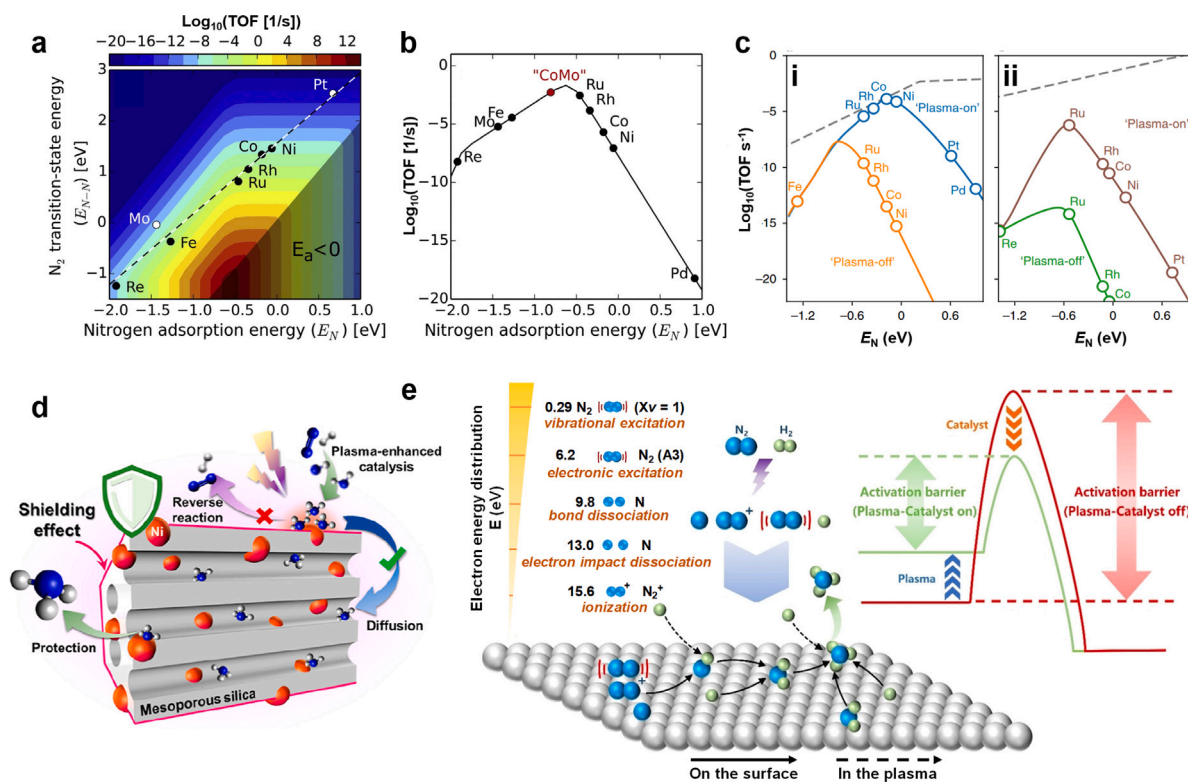 a
Log₁₀(TOF [1/s])
−20−16−12 −8 −4 0 4 8 12
N₂ transition-state energy
(E_N−N) [eV]
3
2
1
0
−1
Pt
Co
Ni
Rh
Ru
Mo
Fe
Re
E_a<0
−2.0 −1.5 −1.0 −0.5 0.0 0.5 1.0
Nitrogen adsorption energy (E_N) [eV]
b
Log₁₀(TOF [1/s])
0
−5
−10
−15
−20
"CoMo"
Ru
Rh
Fe
Mo
Co
Ni
Re
Pd
−2.0 −1.5 −1.0 −0.5 0.0 0.5 1.0
Nitrogen adsorption energy (E_N) [eV]
c
Log₁₀(TOF s⁻¹)
0
−5
−10
−15
−20
i
Co
Rh
Ni
Ru
'Plasma-on'
Pt
Pd
Ru
Rh
Fe
Co
Ni
'Plasma-off'
−1.2 −0.6 0.0 0.6
E_N (eV)
ii
'Plasma-on'
Ru
Rh
Co
Ni
Ru
Re
'Plasma-off'
Pt
Rh
Co
−1.2 −0.6 0.0 0.6
E_N (eV)
d
Plasma-enhanced
catalysis
Reverse
reaction
Shielding
effect
Ni
Protection
Diffusion
Mesoporous silica
e
Electron energy distribution
E (eV)
0.29 N₂ (Xv = 1)
vibrational excitation
6.2 N₂ (A3)
electronic excitation
9.8 N
bond dissociation
13.0 N
electron impact dissociation
15.6 + N₂⁺
ionization
N₂ H₂
+
+
On the surface
In the plasma
Catalyst
Activation barrier
(Plasma-Catalyst on)
Activation barrier
(Plasma-Catalyst off)
Plasma